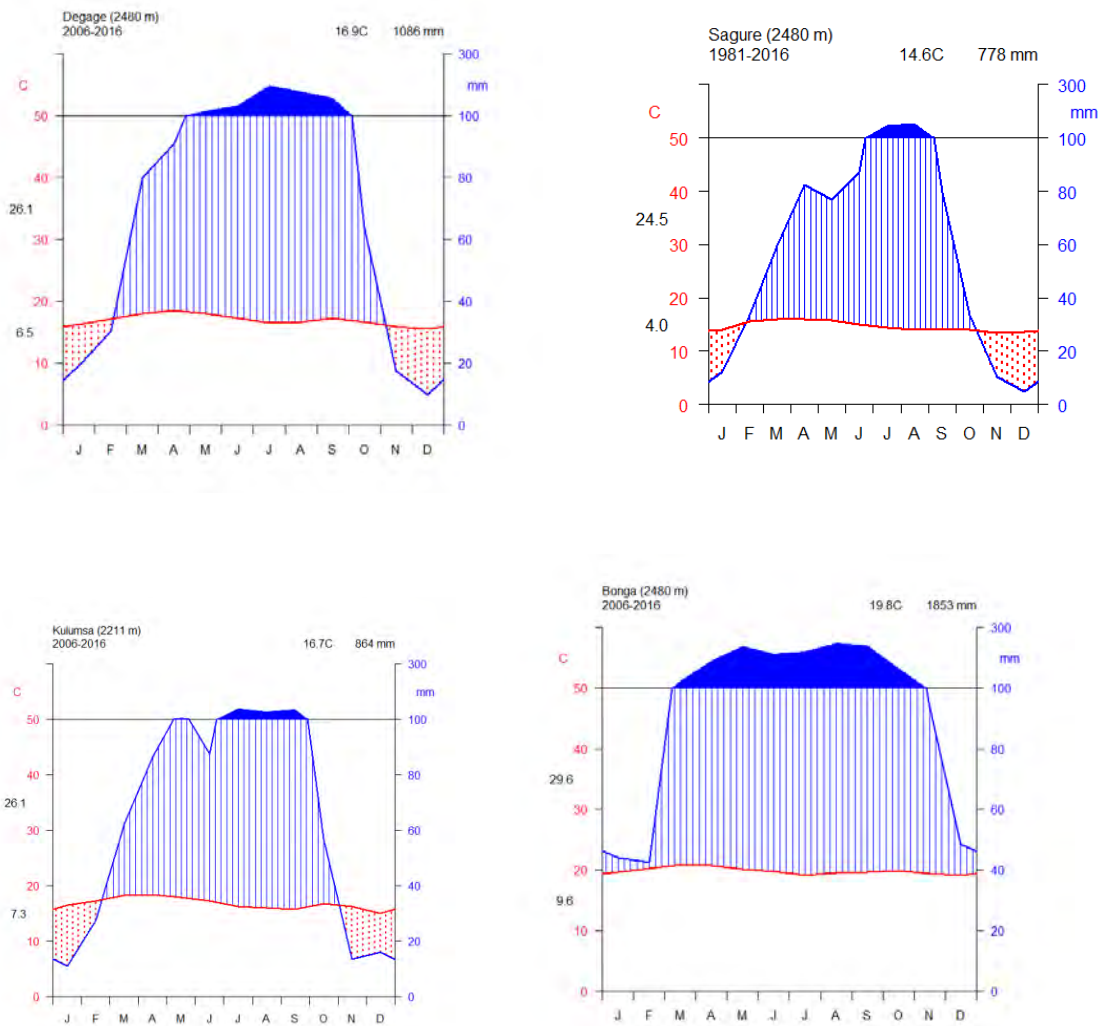 Degage (2480 m)
2006-2016 16.9C 1086 mm
300
C mm
50 100
40 80
26.1
30 60
20 40
6.5
10 20
0 0
J F M A M J J A S O N D
Sagure (2480 m)
1981-2016 14.6C 778 mm
300
C mm
50 100
40 80
24.5
30 60
20 40
4.0
10 20
0 0
J F M A M J J A S O N D
Kulumsa (2211 m)
2006-2016 16.7C 864 mm
300
C mm
50 100
40 80
26.1
30 60
20 40
7.3
10 20
0 0
J F M A M J J A S O N D
Bonga (2480 m)
2006-2016 19.8C 1853 mm
300
C mm
50 100
40 80
29.6
30 60
20 40
9.6
10 20
0 0
J F M A M J J A S O N D